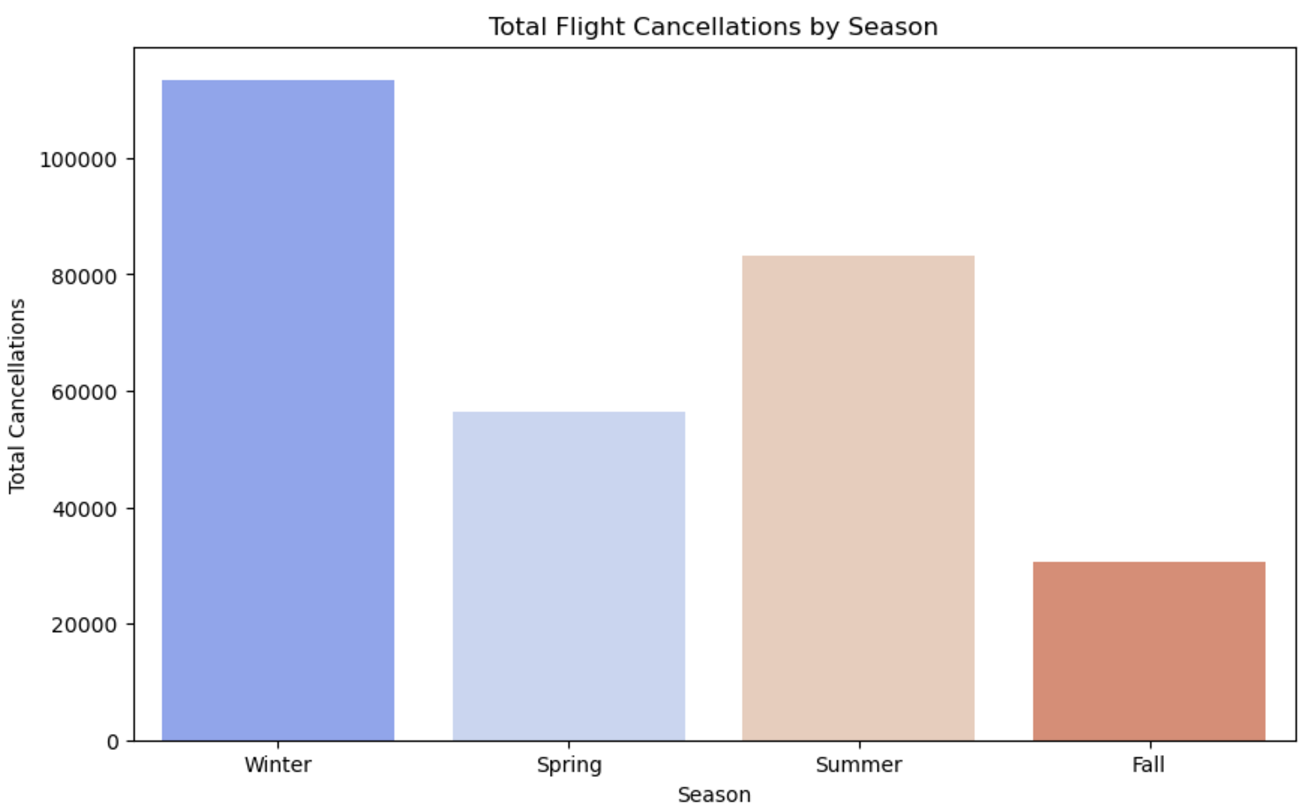 Total Flight Cancellations by Season
Total Cancellations
100000
80000
60000
40000
20000
0
Winter
Spring
Summer
Fall
Season